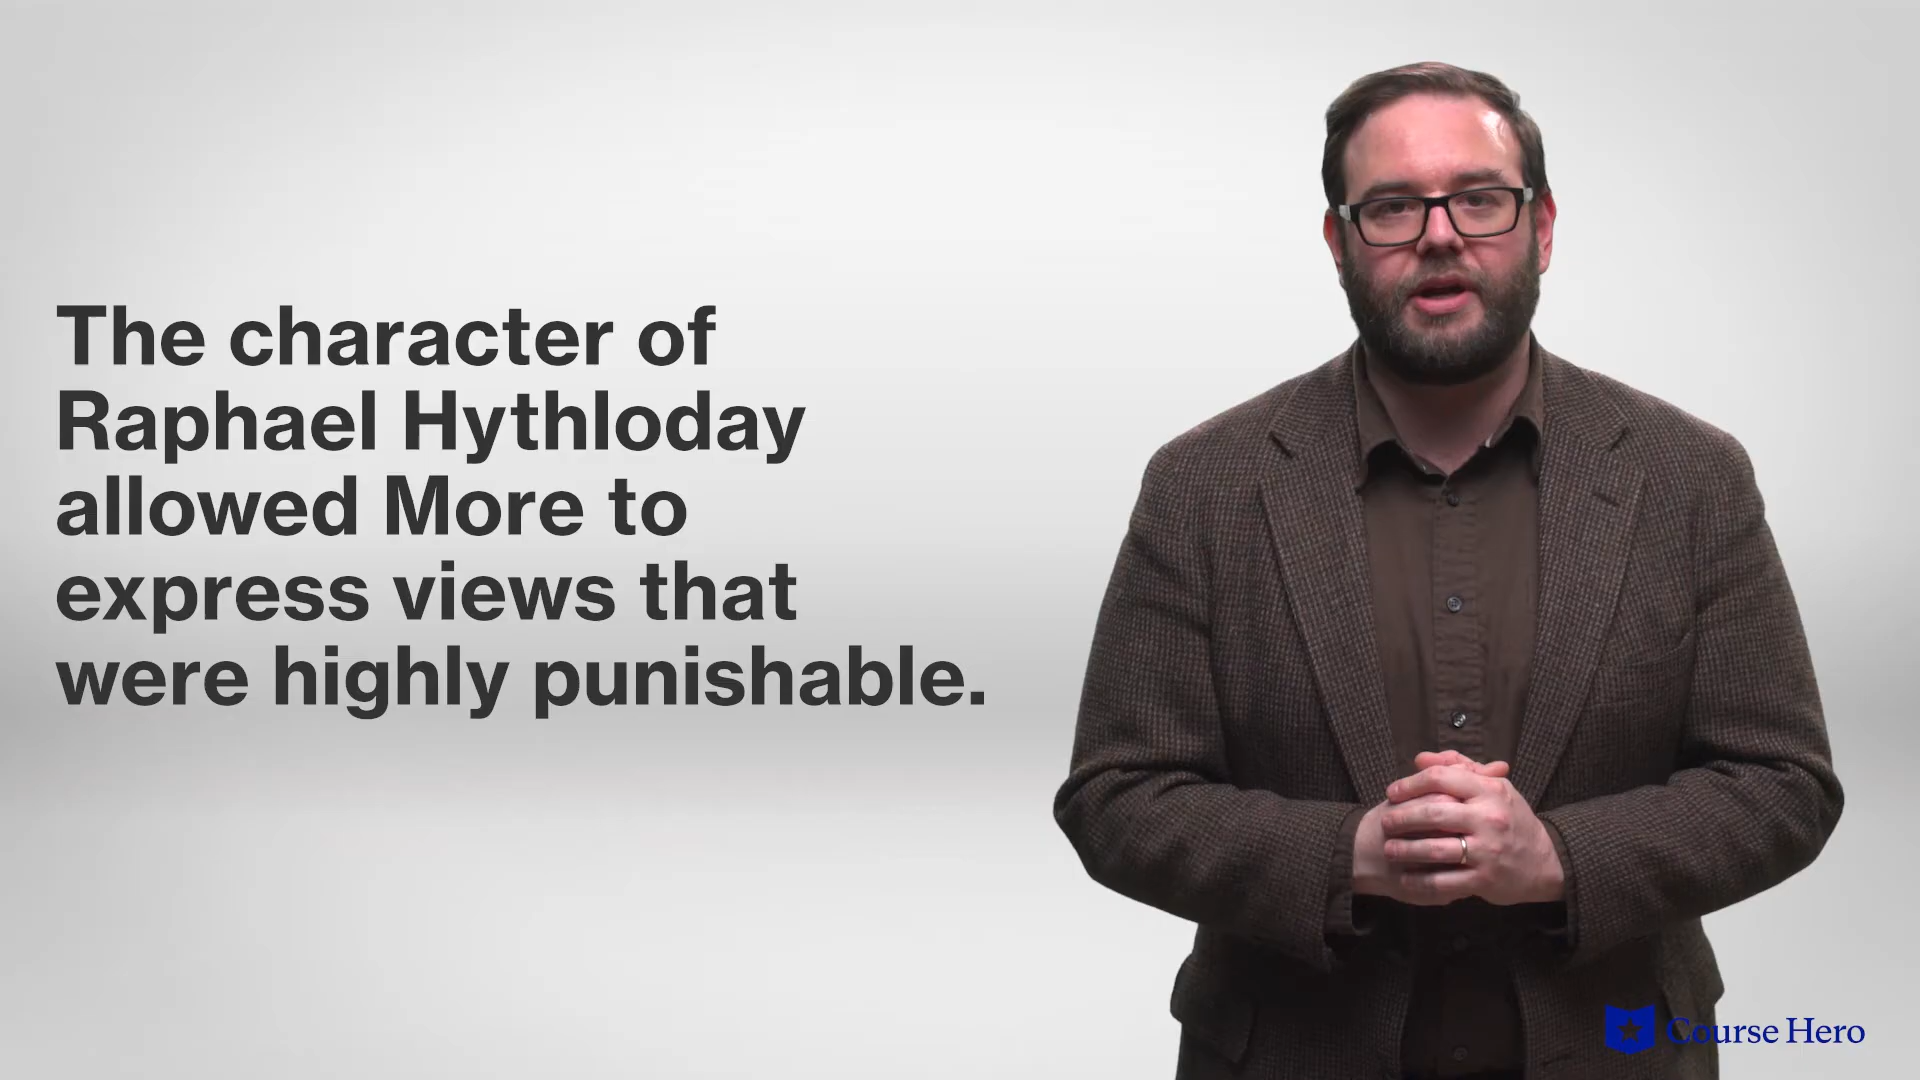 The character of
Raphael Hythloday
allowed More to
express views that
were highly punishable.
Course Hero